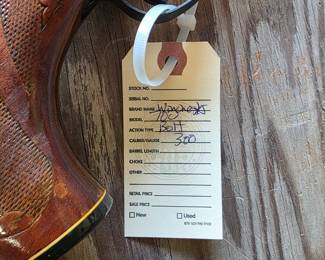 STOCK NO.
SERIAL NO.
BRAND NAME
MODEL
ACTION TYPE Bolt
CALIBER/GAUGE 300
BARREL LENGTH
CHOKE
OTHER
RETAIL PRICE
SALE PRICE
New Used